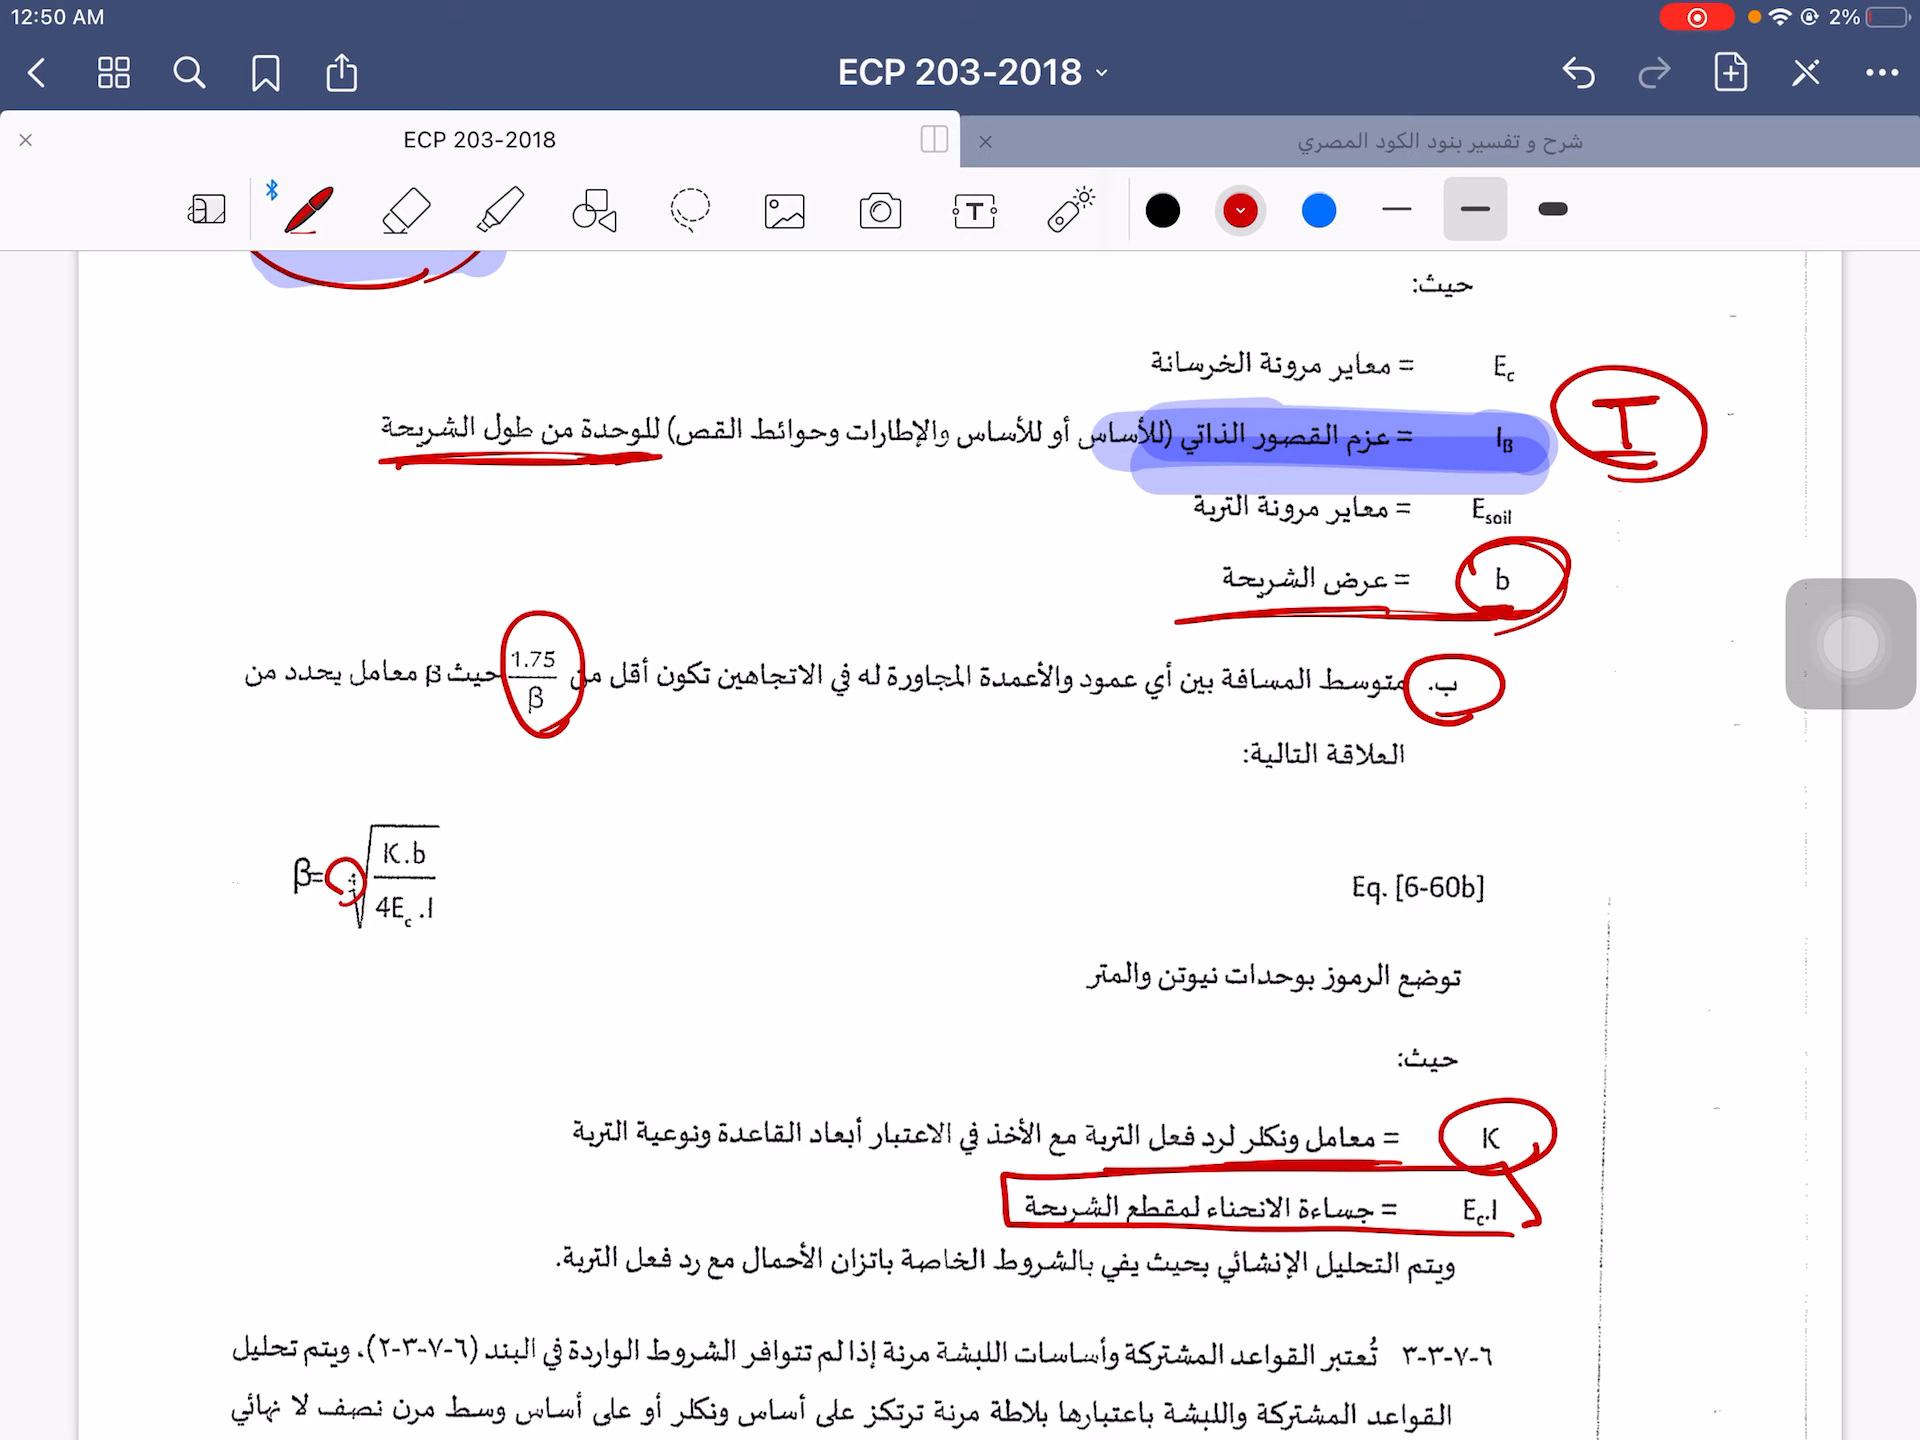 12:50 AM
2%
ECP 203-2018
ECP 203-2018
شرح و تفسير بنود الكود المصري
حيث:
E_c = معاير مرونة الخرسانة
I_B = عزم القصور الذاتي (للأساس أو للأساس والإطارات وحوائط القص) للوحدة من طول الشريحة
I
E_soil = معاير مرونة التربة
b = عرض الشريحة
ب. متوسط المسافة بين أي عمود والأعمدة المجاورة له في الاتجاهين تكون أقل من 1.75/β حيث β معامل يحدد من
العلاقة التالية:
β= ⁴√(K.b / 4E_c.I)
Eq. [6-60b]
توضع الرموز بوحدات نيوتن والمتر
حيث:
K = معامل ونكلر لرد فعل التربة مع الأخذ في الاعتبار أبعاد القاعدة ونوعية التربة
E_c.I = جساءة الانحناء لمقطع الشريحة
ويتم التحليل الإنشائي بحيث يفي بالشروط الخاصة باتزان الأحمال مع رد فعل التربة.
٦-٧-٣-٣ تُعتبر القواعد المشتركة وأساسات اللبشة مرنة إذا لم تتوافر الشروط الواردة في البند (٦-٧-٣-٢)، ويتم تحليل
القواعد المشتركة واللبشة باعتبارها بلاطة مرنة ترتكز على أساس ونكلر أو على أساس وسط مرن نصف لا نهائي